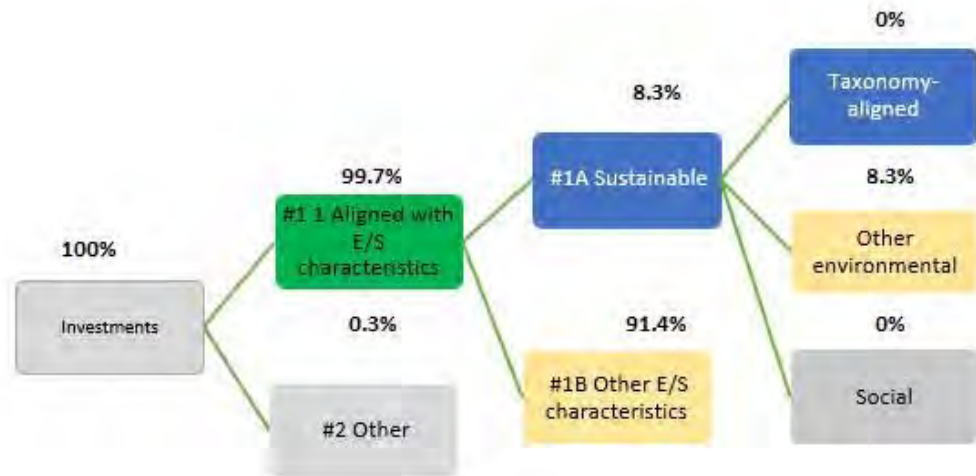 0%
Taxonomy-
aligned
8.3%
#1A Sustainable
99.7%
8.3%
#1 1 Aligned with
E/S
characteristics
Other
environmental
100%
Investments
0.3%
91.4%
0%
#1B Other E/S
characteristics
Social
#2 Other